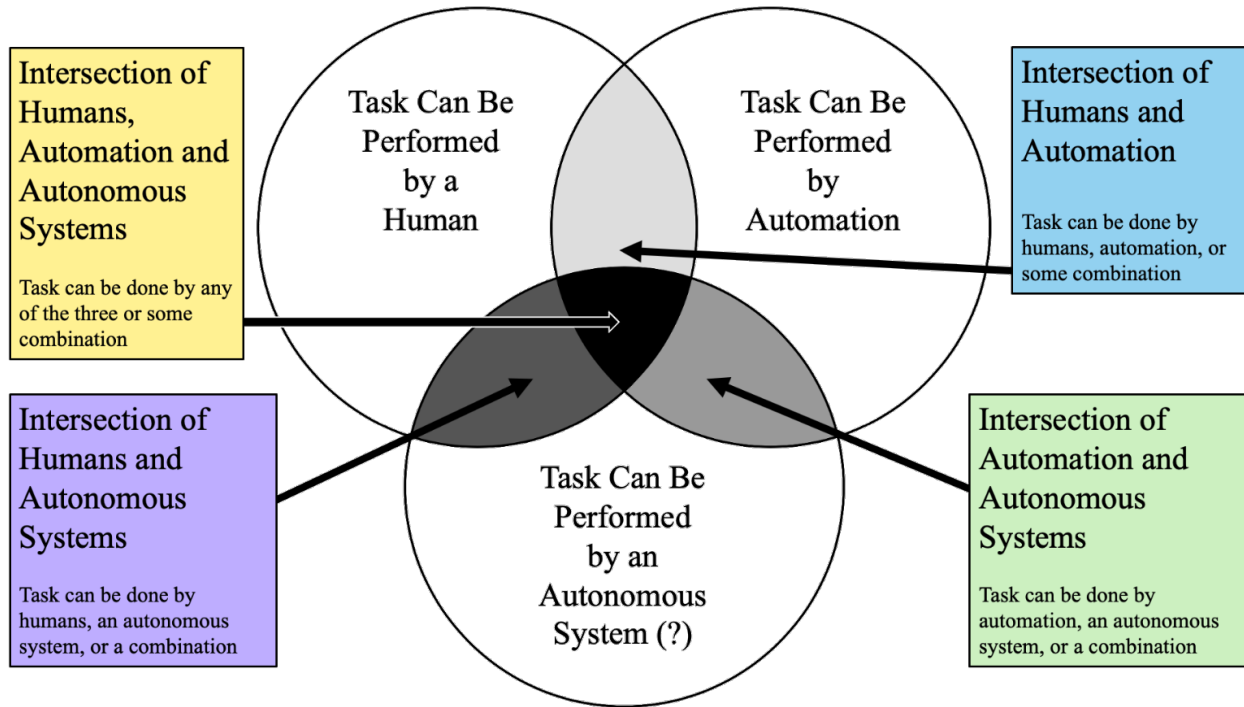 Intersection of
Humans,
Automation and
Autonomous
Systems
Task can be done by any
of the three or some
combination
Task Can Be
Performed
by a
Human
Task Can Be
Performed
by
Automation
Intersection of
Humans and
Automation
Task can be done by
humans, automation, or
some combination
Intersection of
Humans and
Autonomous
Systems
Task can be done by
humans, an autonomous
system, or a combination
Task Can Be
Performed
by an
Autonomous
System (?)
Intersection of
Automation and
Autonomous
Systems
Task can be done by
automation, an autonomous
system, or a combination